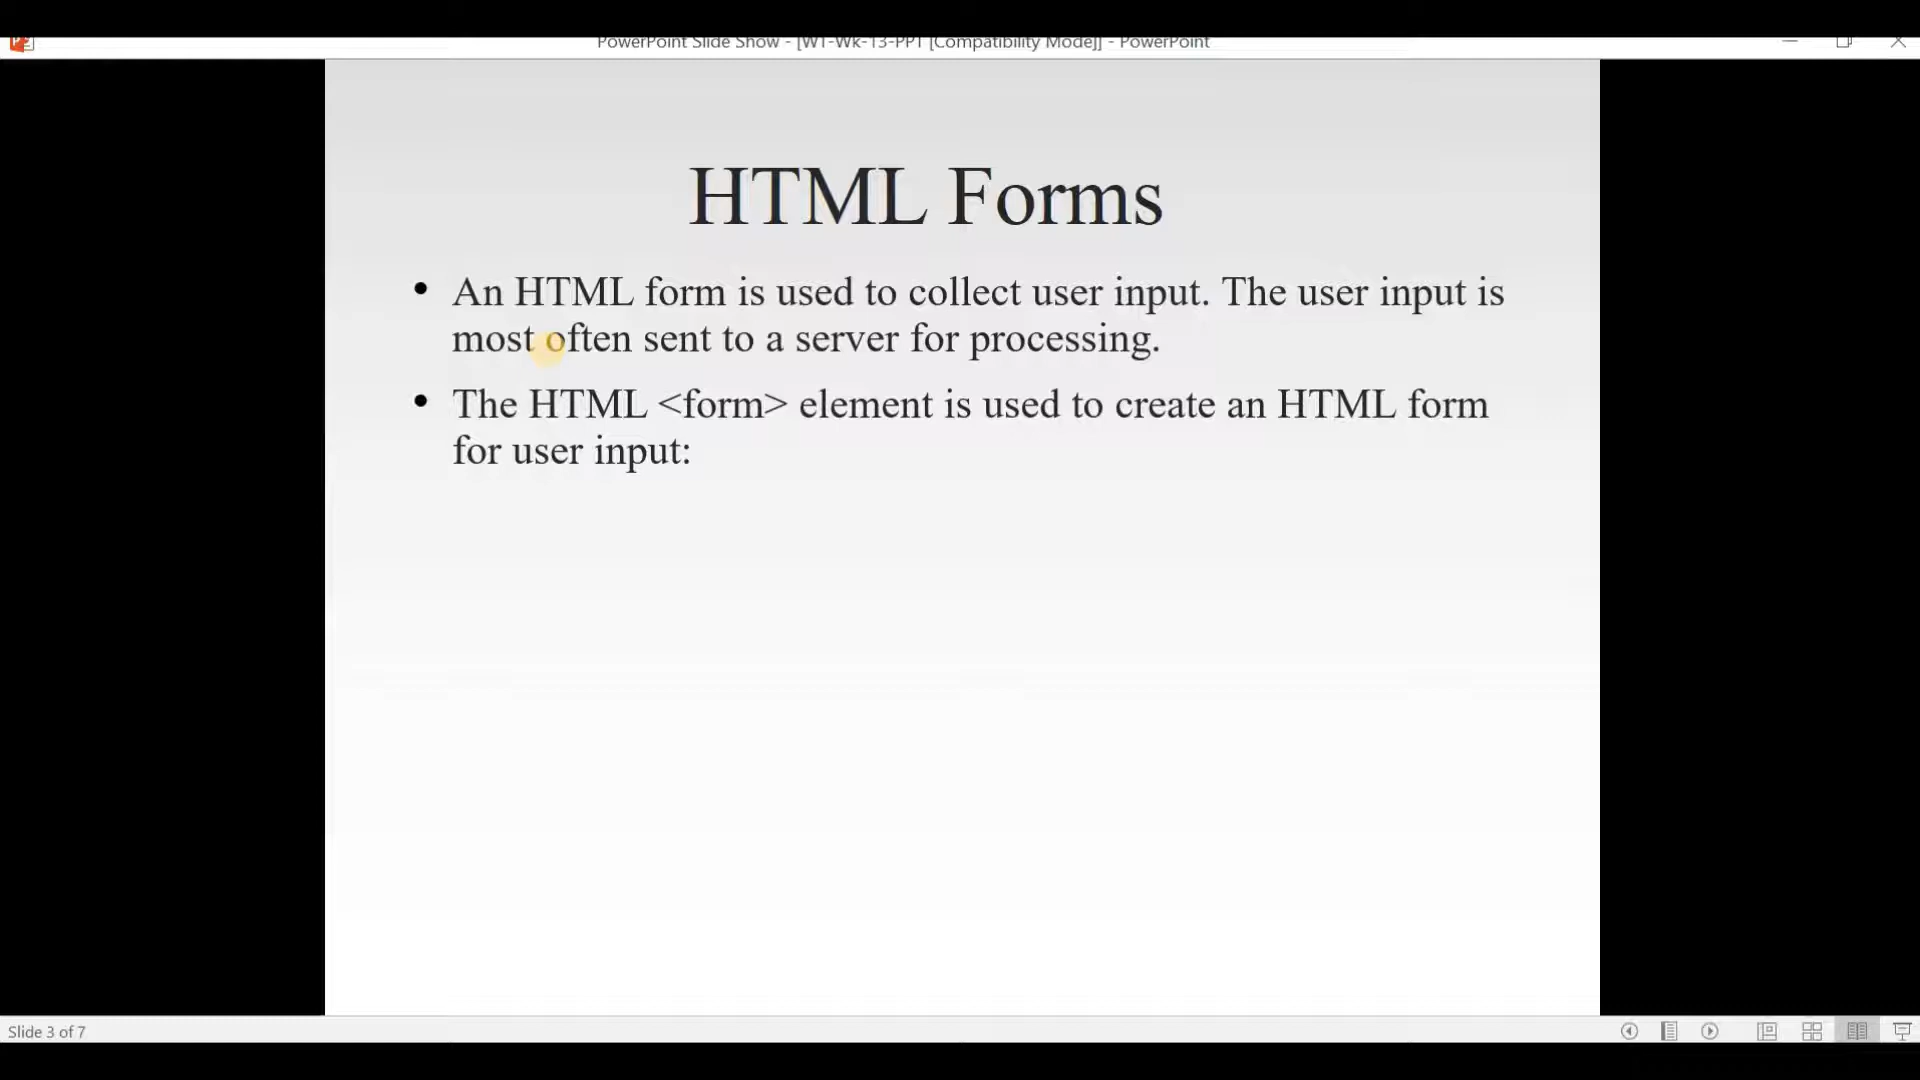 PowerPoint Slide Show - [WT-Wk-13-PPT [Compatibility Mode]] - PowerPoint
HTML Forms
• An HTML form is used to collect user input. The user input is
most often sent to a server for processing.
• The HTML <form> element is used to create an HTML form
for user input:
Slide 3 of 7